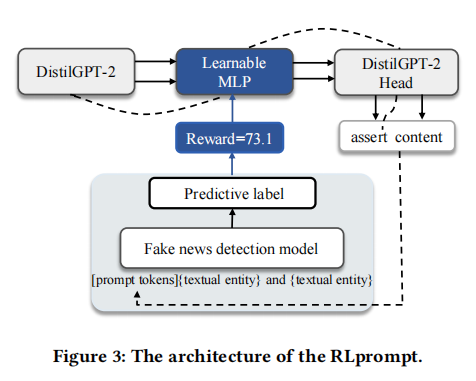 DistilGPT-2
Learnable
MLP
DistilGPT-2
Head
Reward=73.1
assert content
Predictive label
Fake news detection model
[prompt tokens]{textual entity} and {textual entity}
Figure 3: The architecture of the RLprompt.